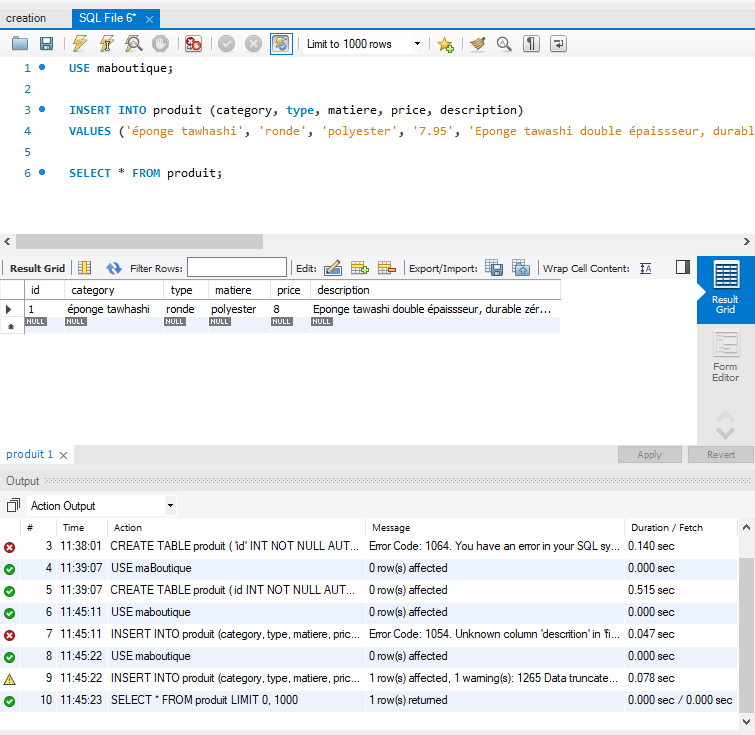 creation SQL File 6*
Limit to 1000 rows
1 USE maboutique;
2
3 INSERT INTO produit (category, type, matiere, price, description)
4 VALUES ('éponge tawhashi', 'ronde', 'polyester', '7.95', 'Eponge tawashi double épaissseur, durabl
5
6 SELECT * FROM produit;
Result Grid Filter Rows: Edit: Export/Import: Wrap Cell Content:
id category type matiere price description
1 éponge tawhashi ronde polyester 8 Eponge tawashi double épaissseur, durable zér...
NULL NULL NULL NULL NULL NULL
Result
Grid
Form
Editor
produit 1 Apply Revert
Output
Action Output
# Time Action Message Duration / Fetch
3 11:38:01 CREATE TABLE produit ( 'id' INT NOT NULL AUT... Error Code: 1064. You have an error in your SQL sy... 0.140 sec
4 11:39:07 USE maBoutique 0 row(s) affected 0.000 sec
5 11:39:07 CREATE TABLE produit ( id INT NOT NULL AUT... 0 row(s) affected 0.515 sec
6 11:45:11 USE maboutique 0 row(s) affected 0.000 sec
7 11:45:11 INSERT INTO produit (category, type, matiere, pric... Error Code: 1054. Unknown column 'descrition' in 'fi... 0.047 sec
8 11:45:22 USE maboutique 0 row(s) affected 0.000 sec
9 11:45:22 INSERT INTO produit (category, type, matiere, pric... 1 row(s) affected, 1 warning(s): 1265 Data truncate... 0.078 sec
10 11:45:23 SELECT * FROM produit LIMIT 0, 1000 1 row(s) returned 0.000 sec / 0.000 sec